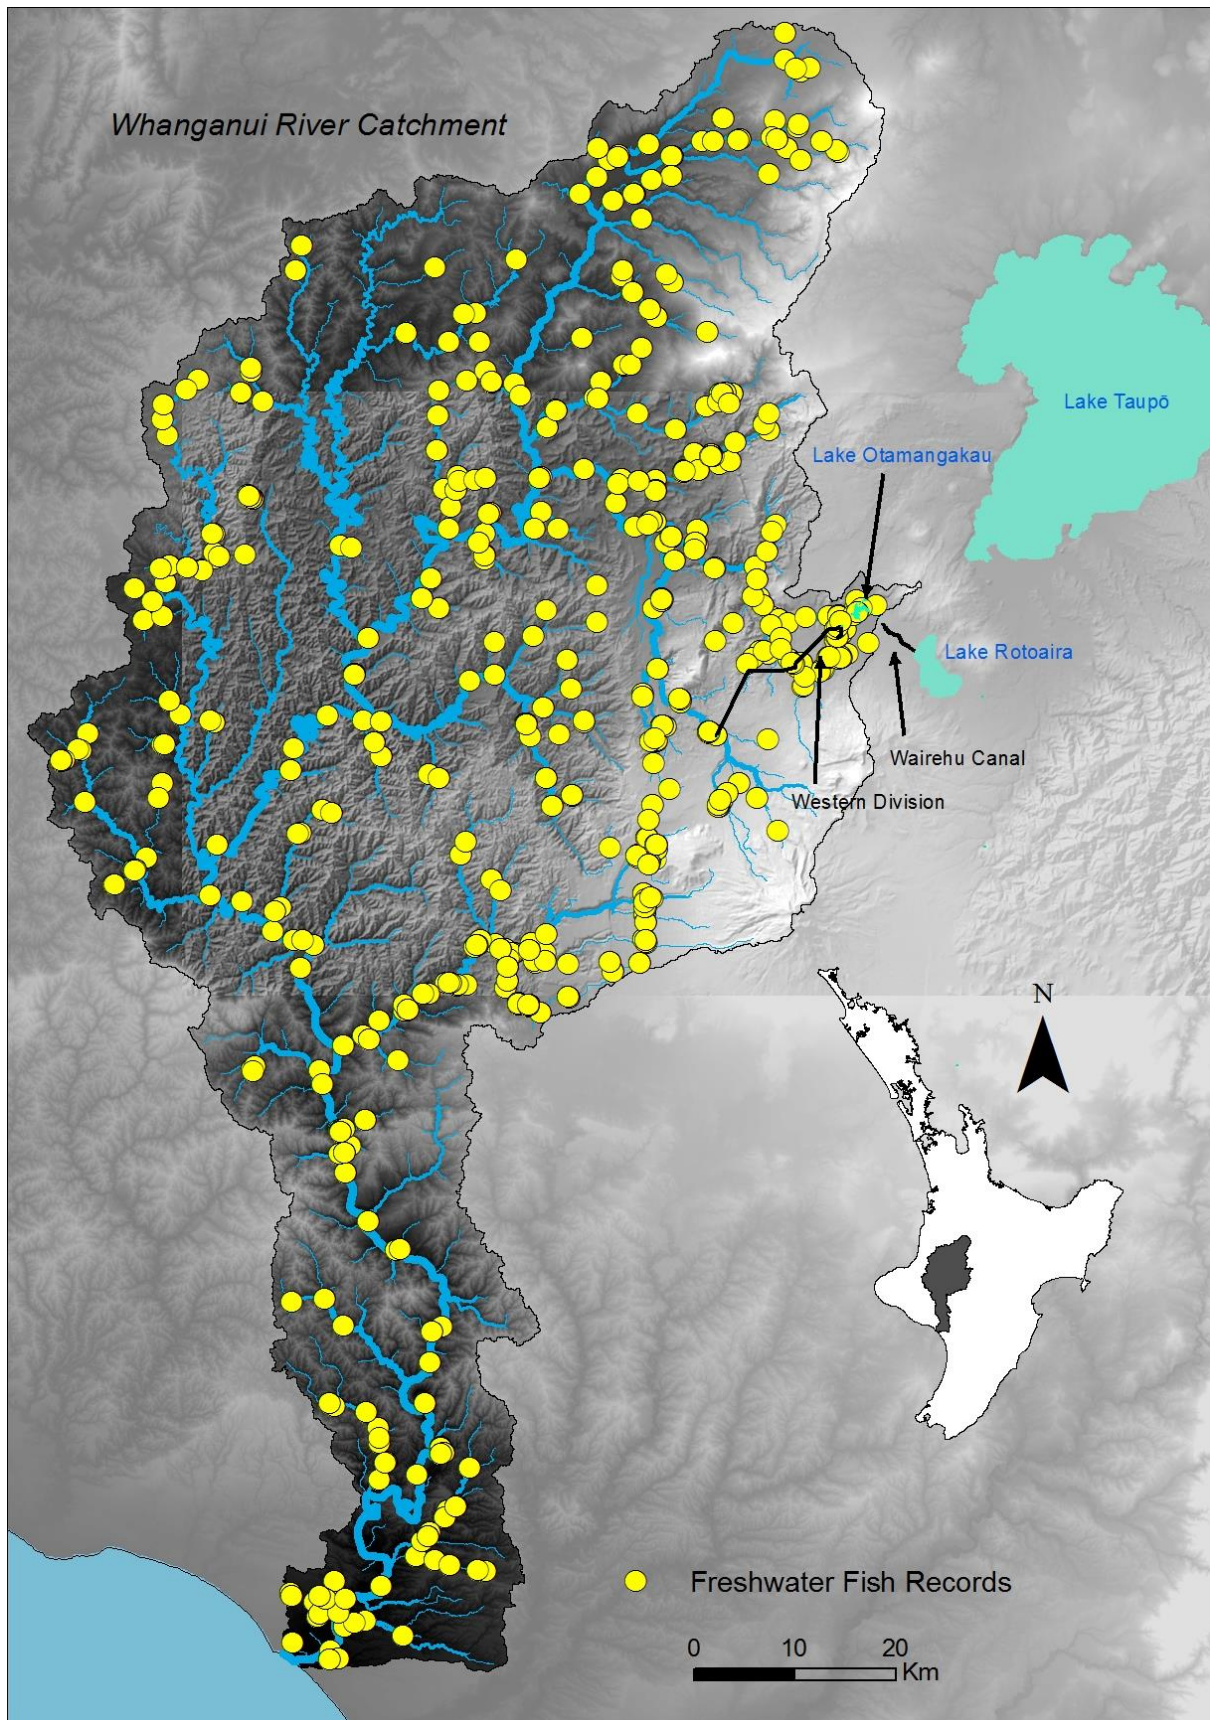 Whanganui River Catchment
Lake Taupō
Lake Otamangakau
Lake Rotoaira
Wairehu Canal
Western Division
N
Freshwater Fish Records
0 10 20
Km